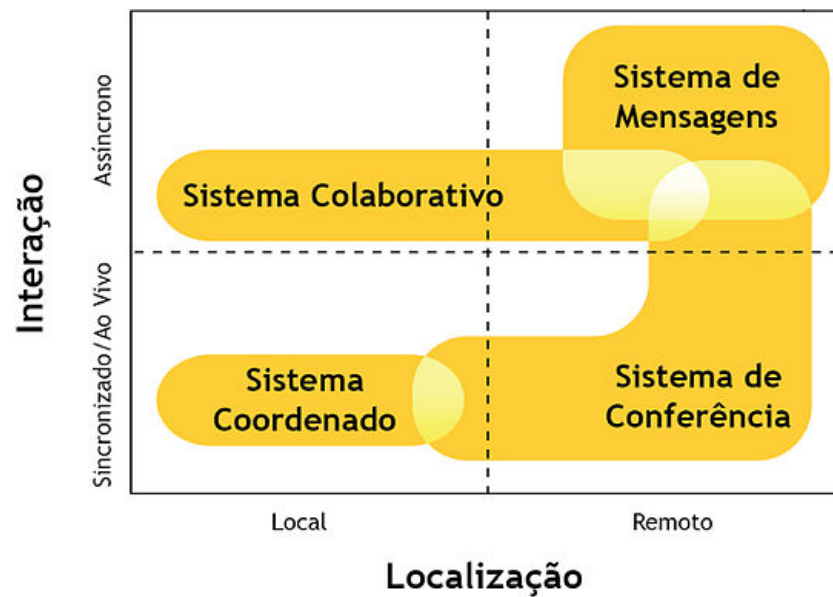 Interação
Assíncrono
Sincronizado/Ao Vivo
Sistema de
Mensagens
Sistema Colaborativo
Sistema
Coordenado
Sistema de
Conferência
Local
Remoto
Localização